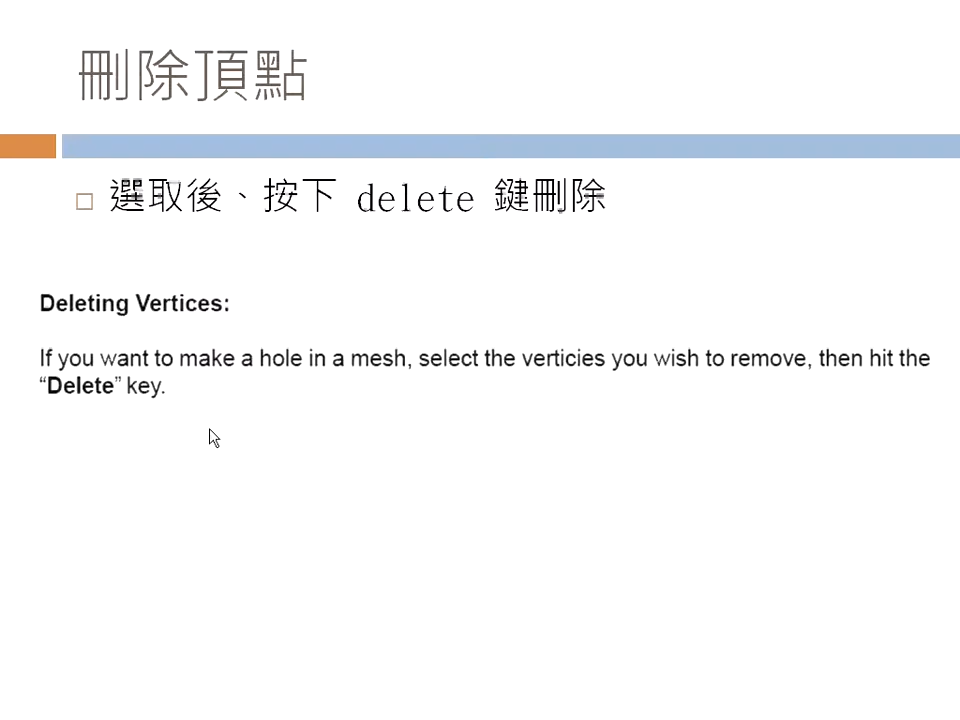 刪除頂點
選取後、按下 delete 鍵刪除
Deleting Vertices:
If you want to make a hole in a mesh, select the verticies you wish to remove, then hit the
“Delete” key.